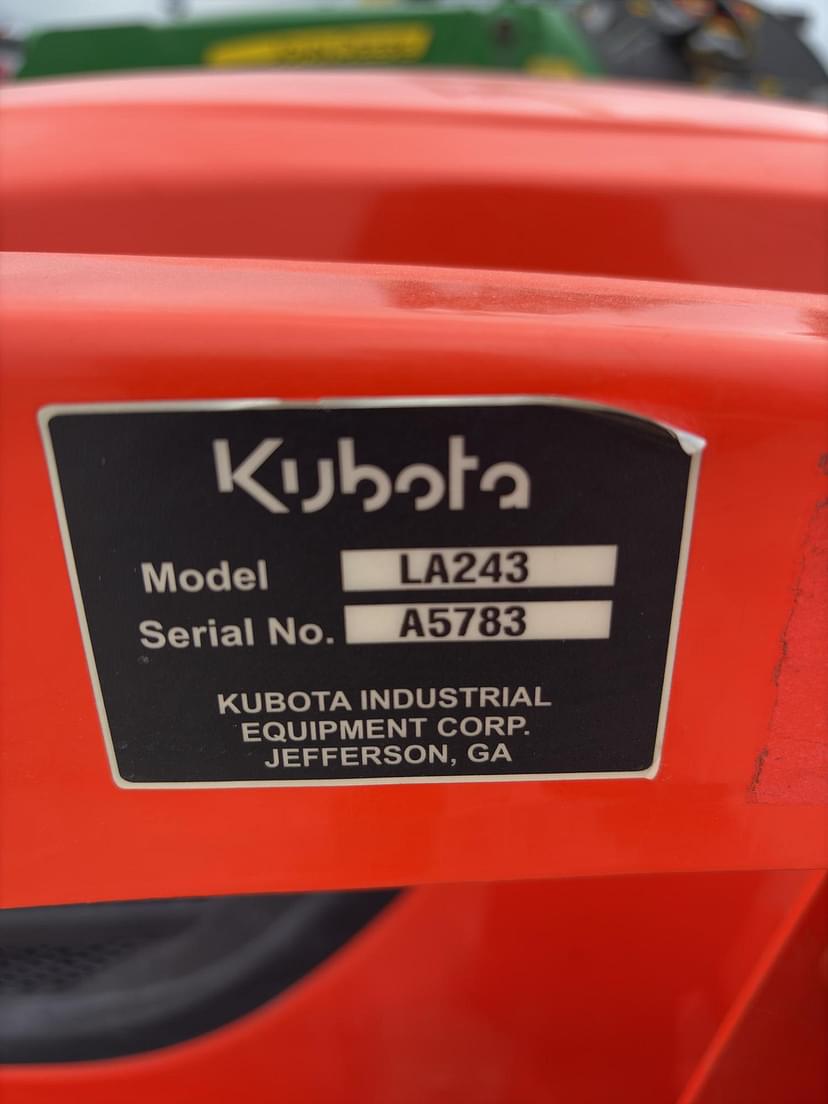 Kubota
Model LA243
Serial No. A5783
KUBOTA INDUSTRIAL
EQUIPMENT CORP.
JEFFERSON, GA